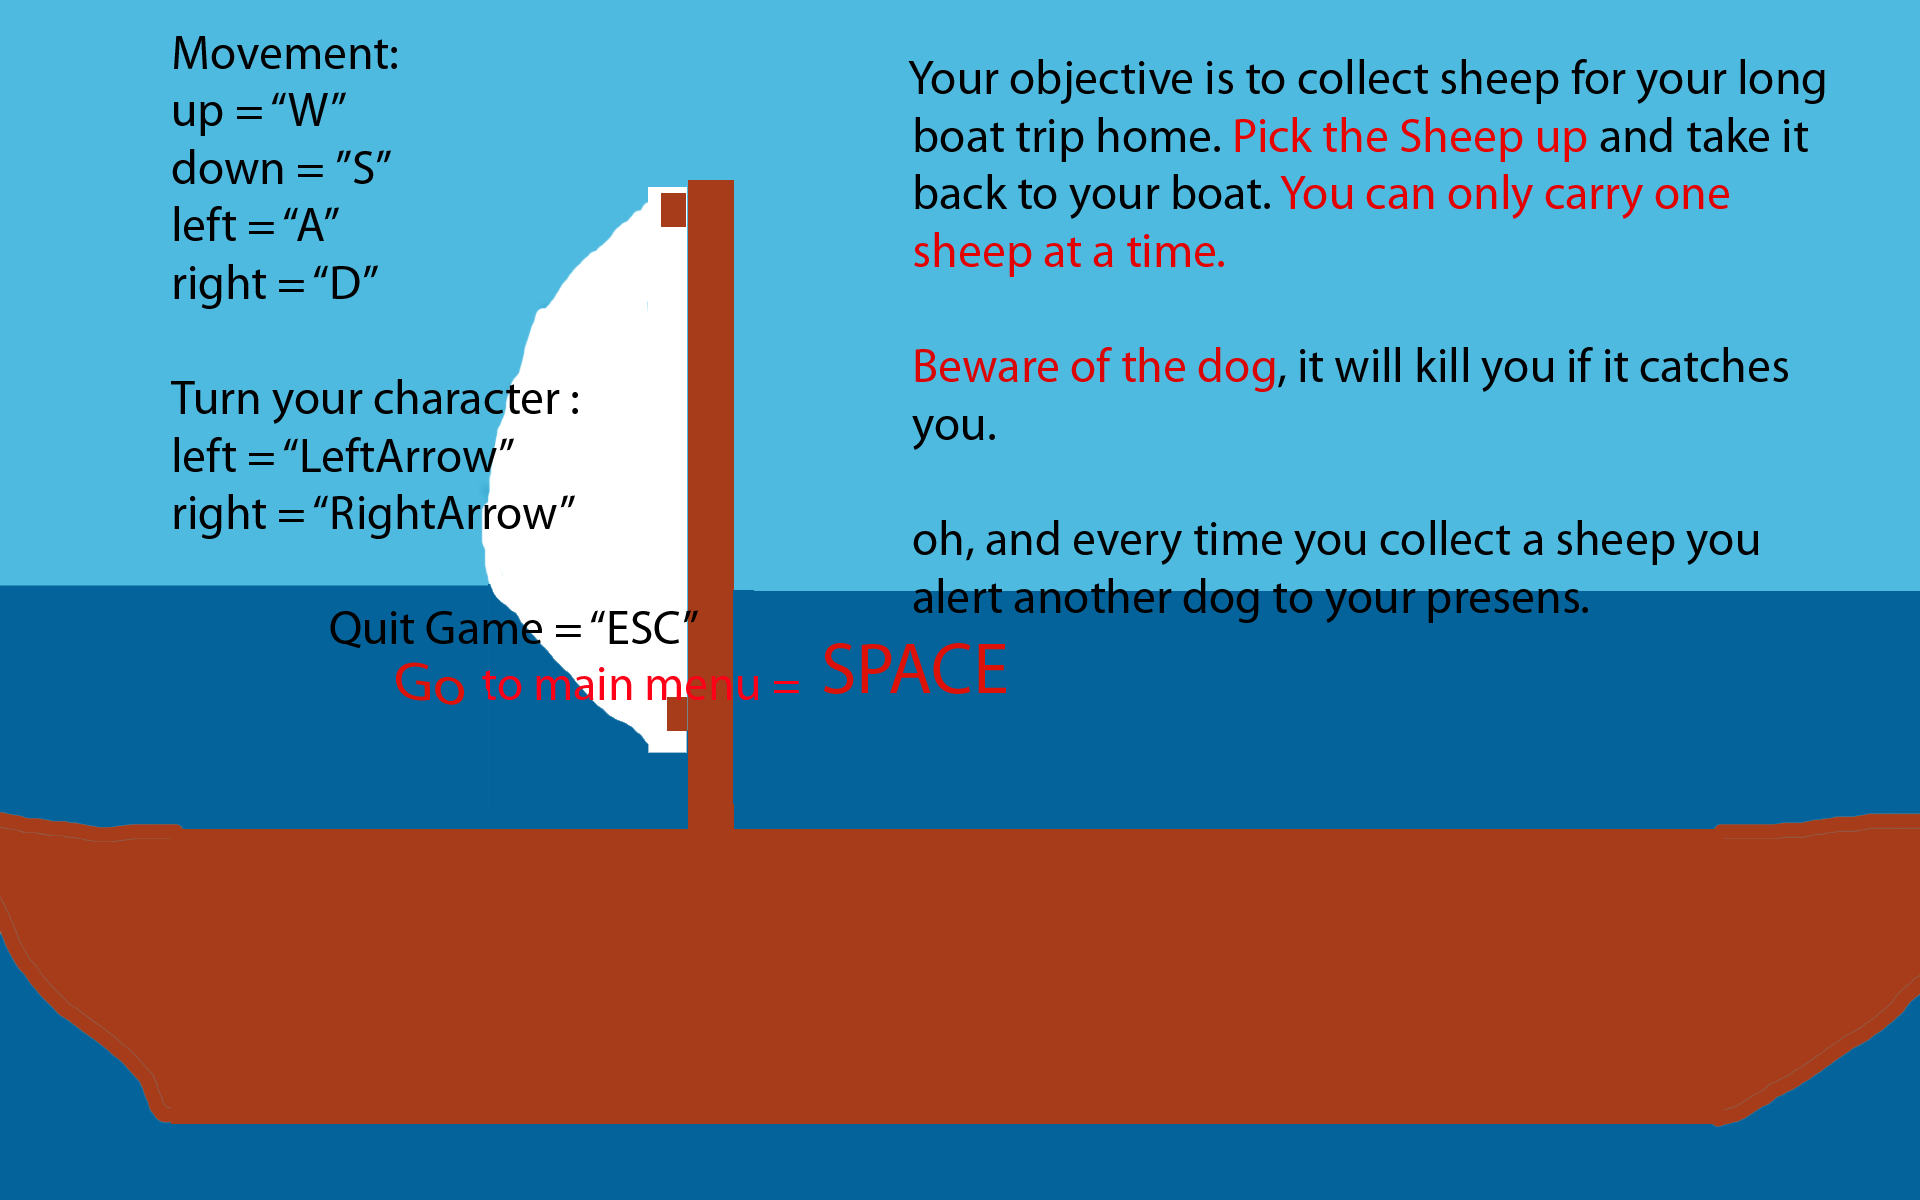 Movement:
up = “W”
down = ”S”
left = “A”
right = “D”
Turn your character :
left = “LeftArrow”
right = “RightArrow”
Quit Game = “ESC”
Go to main menu = SPACE
Your objective is to collect sheep for your long
boat trip home. Pick the Sheep up and take it
back to your boat. You can only carry one
sheep at a time.
Beware of the dog, it will kill you if it catches
you.
oh, and every time you collect a sheep you
alert another dog to your presens.